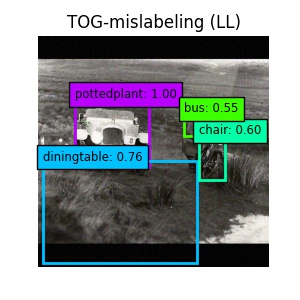 TOG-mislabeling (LL)
pottedplant: 1.00
bus: 0.55
chair: 0.60
diningtable: 0.76